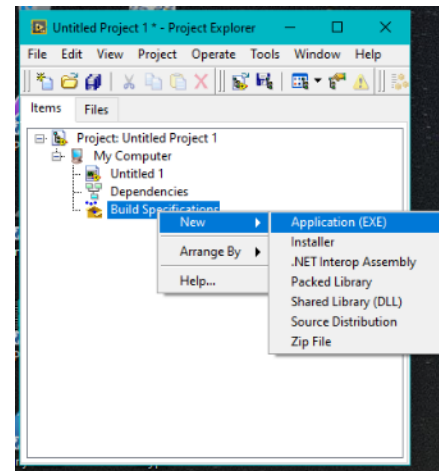 Untitled Project 1 * - Project Explorer
File Edit View Project Operate Tools Window Help
Items Files
Project: Untitled Project 1
My Computer
Untitled 1
Dependencies
Build Specifications
New
Arrange By
Help...
Application (EXE)
Installer
.NET Interop Assembly
Packed Library
Shared Library (DLL)
Source Distribution
Zip File